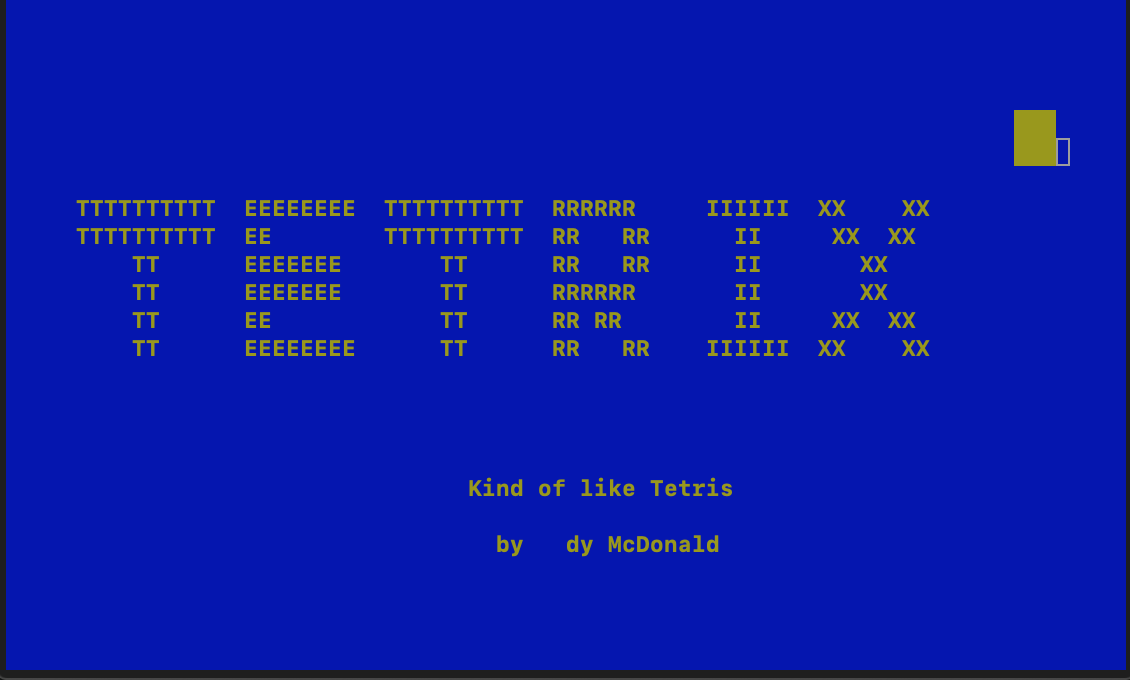 TTTTTTTTTT  EEEEEEEE  TTTTTTTTTT  RRRRRR     IIIIII  XX    XX
TTTTTTTTTT  EE        TTTTTTTTTT  RR   RR      II     XX  XX
    TT      EEEEEEE       TT      RR   RR      II       XX
    TT      EEEEEEE       TT      RRRRRR       II       XX
    TT      EE            TT      RR RR        II     XX  XX
    TT      EEEEEEEE      TT      RR   RR    IIIIII  XX    XX
Kind of like Tetris
by   dy McDonald